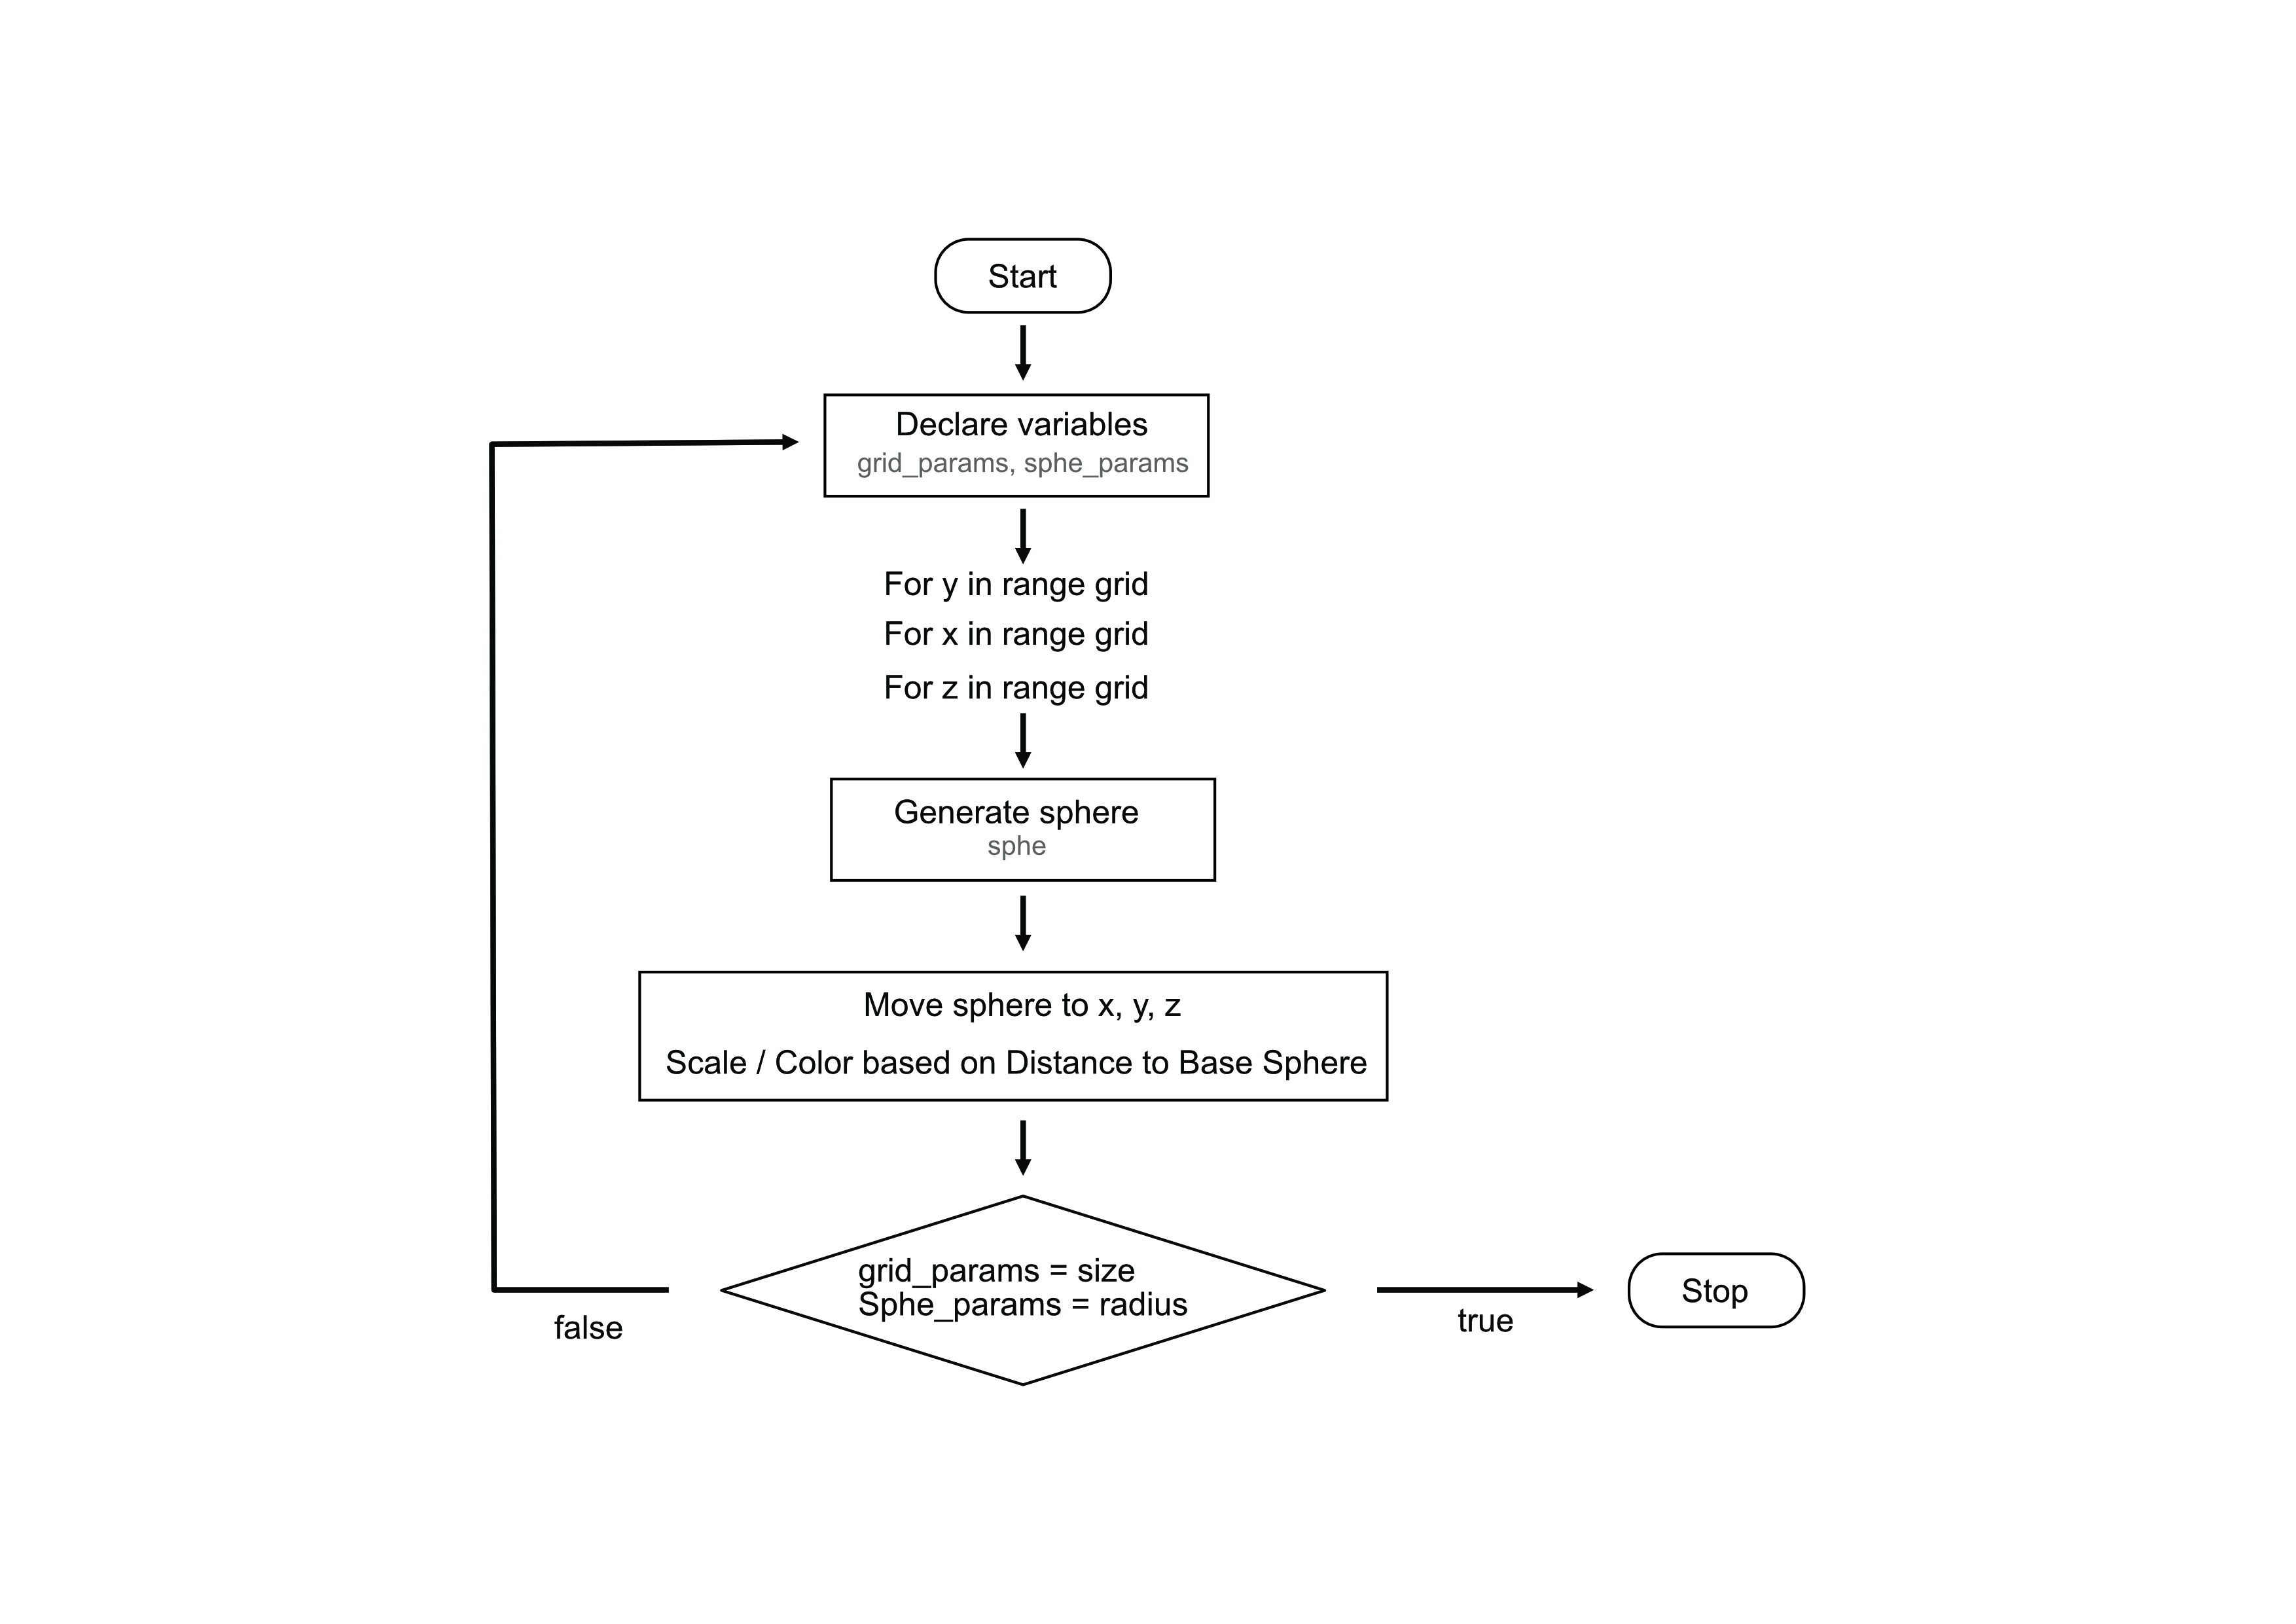 Start
Declare variables
grid_params, sphe_params
For y in range grid
For x in range grid
For z in range grid
Generate sphere
sphe
Move sphere to x, y, z
Scale / Color based on Distance to Base Sphere
grid_params = size
Sphe_params = radius
false
true
Stop